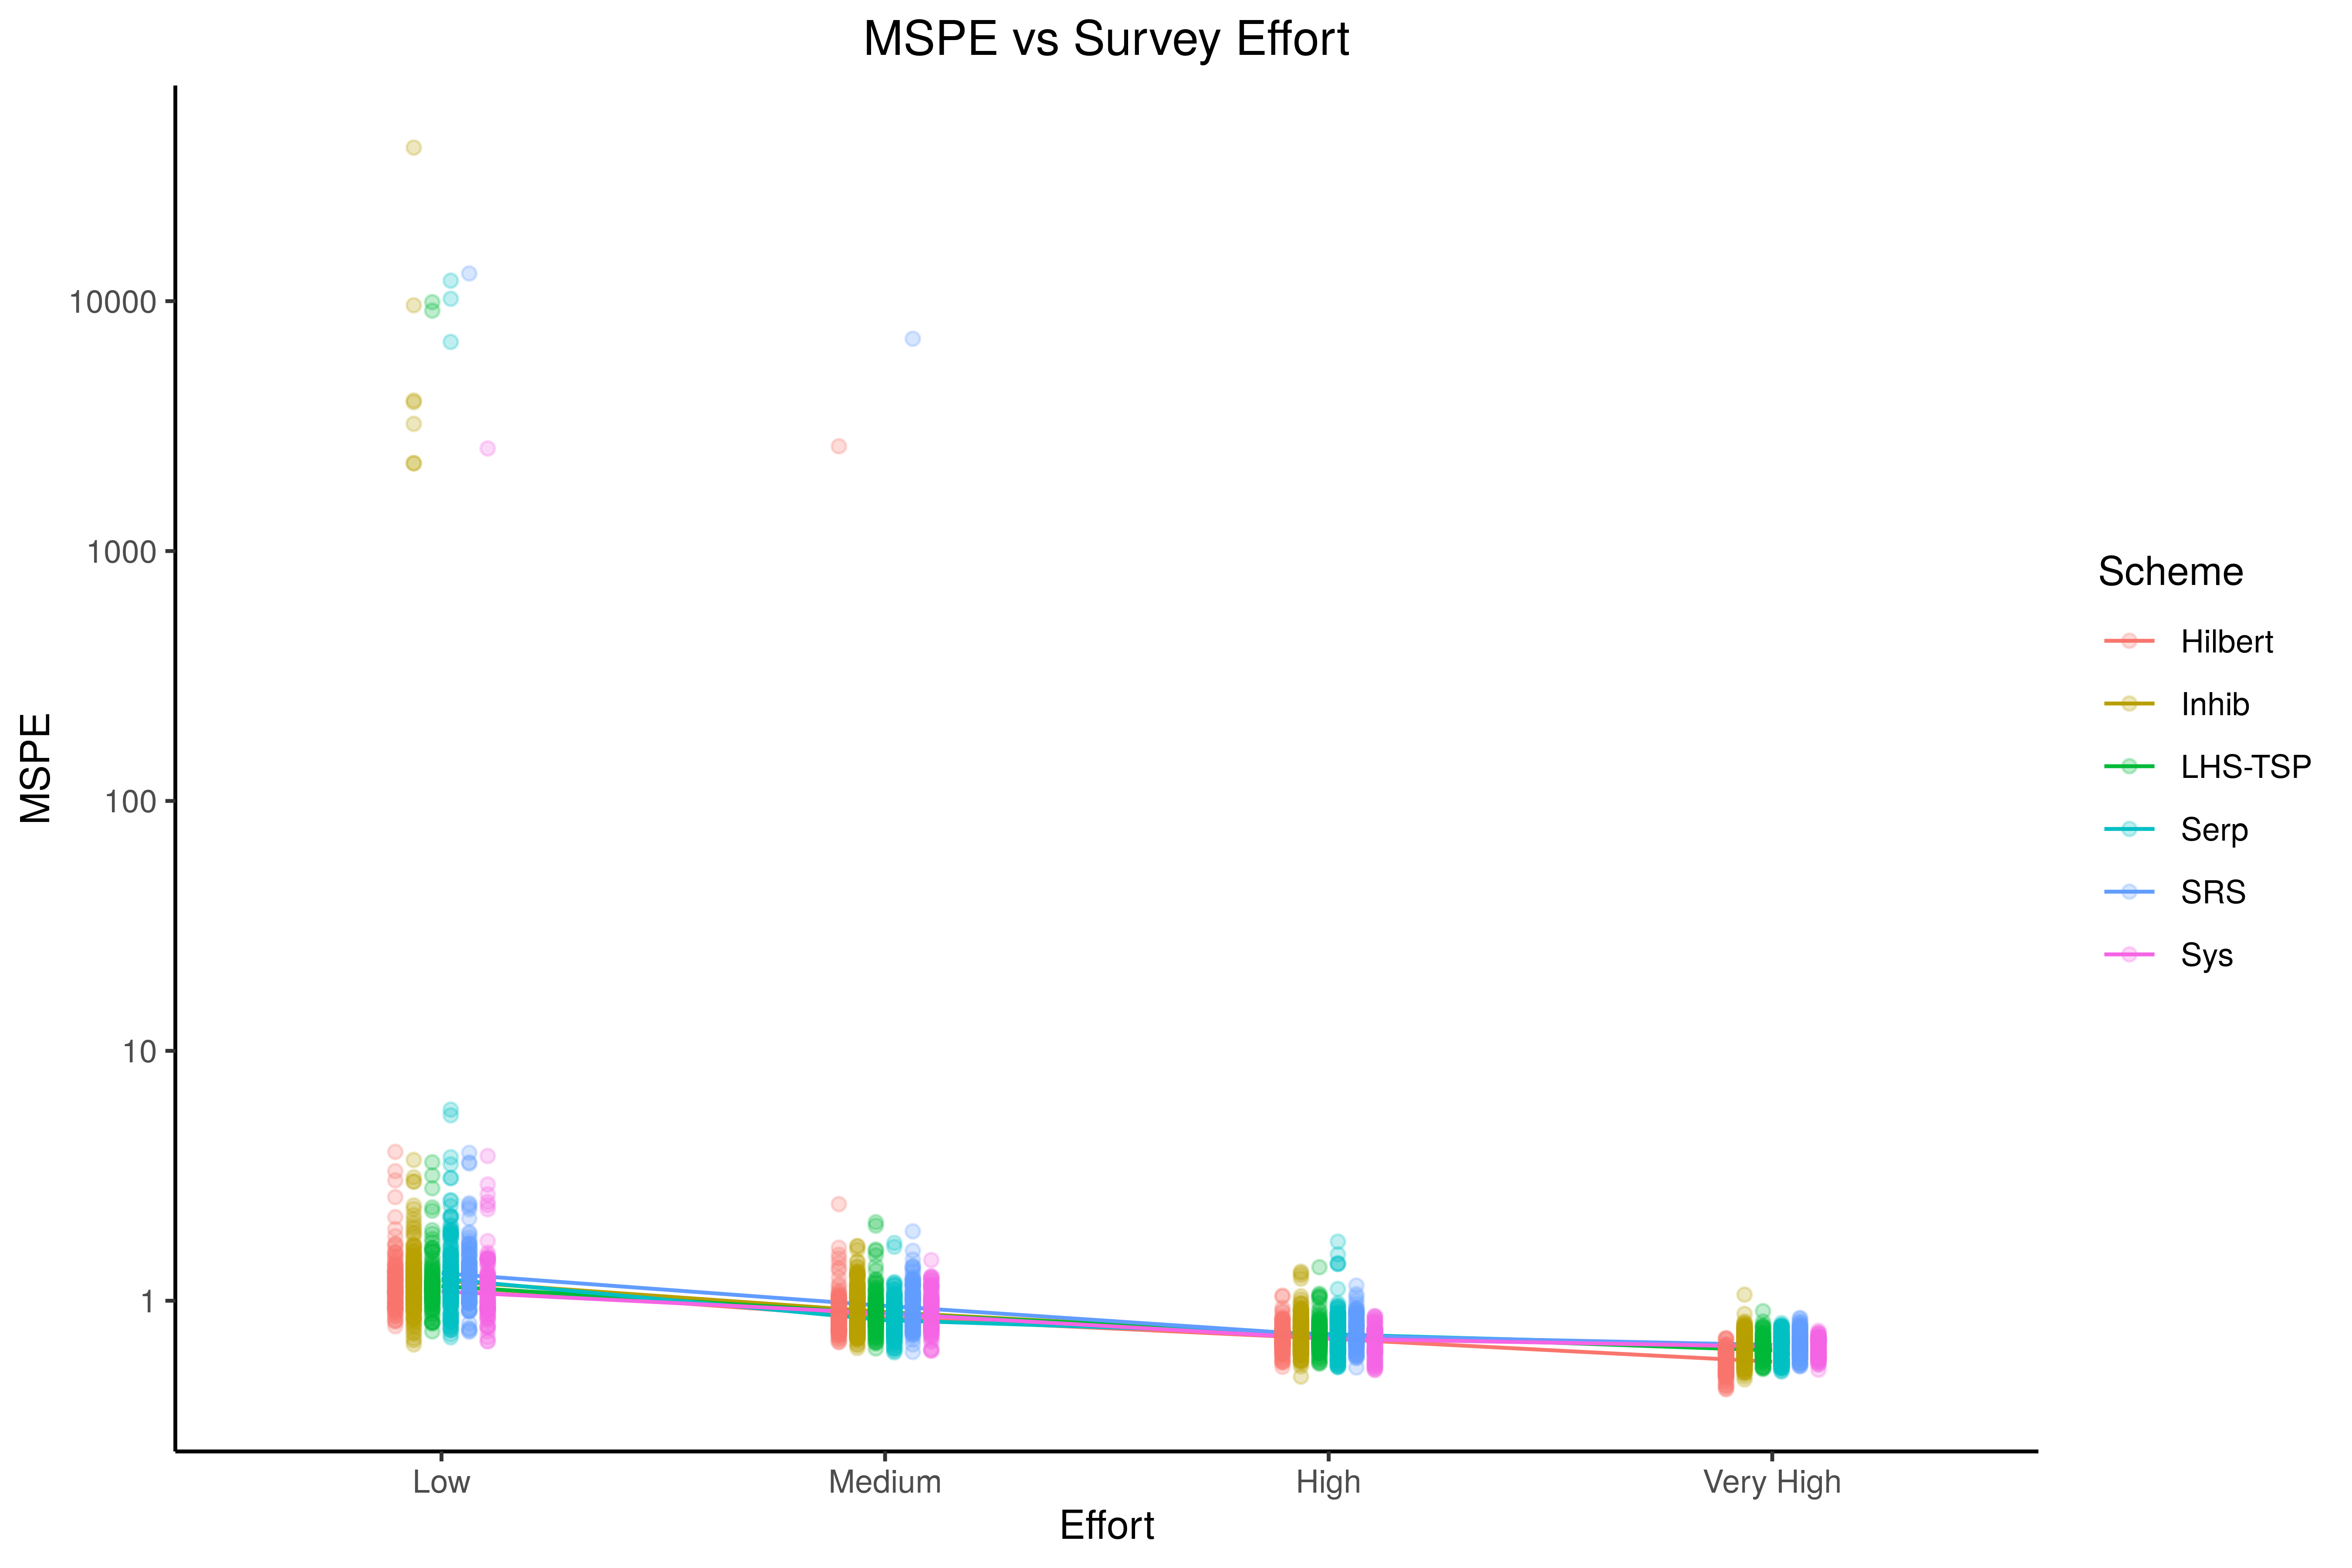 MSPE vs Survey Effort
MSPE
10000
1000
100
10
1
Low
Medium
High
Very High
Effort
Scheme
Hilbert
Inhib
LHS-TSP
Serp
SRS
Sys